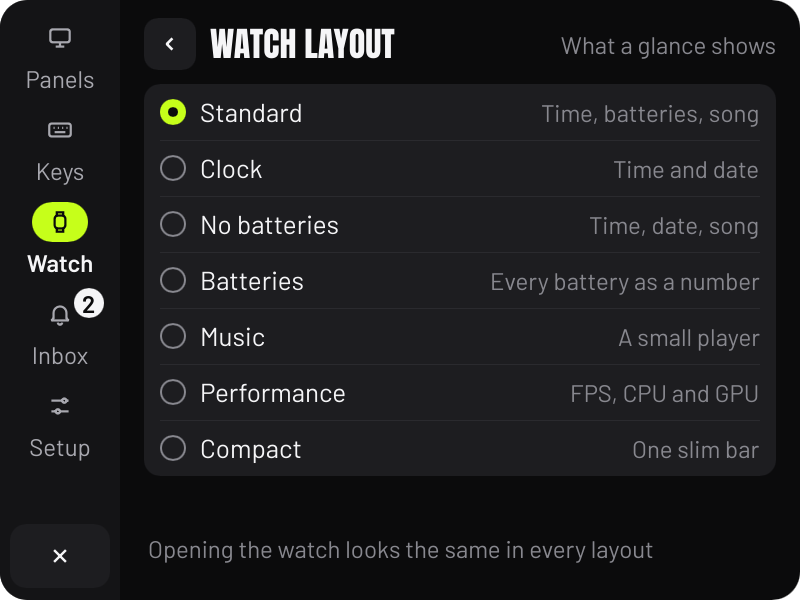 Panels
Keys
Watch
2
Inbox
Setup
WATCH LAYOUT
What a glance shows
Standard
Time, batteries, song
Clock
Time and date
No batteries
Time, date, song
Batteries
Every battery as a number
Music
A small player
Performance
FPS, CPU and GPU
Compact
One slim bar
Opening the watch looks the same in every layout